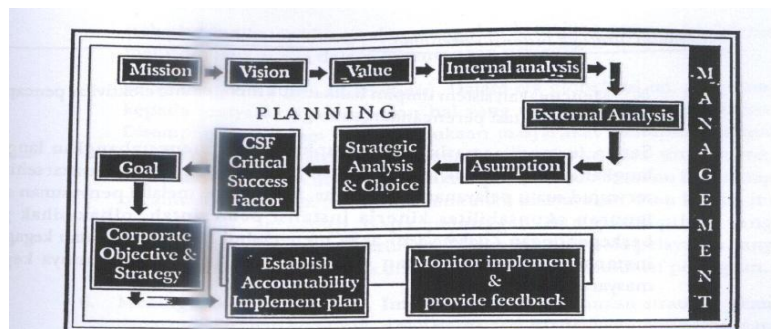 Mission
Vision
Value
Internal analysis
PLANNING
External Analysis
Goal
CSF
Critical
Success
Factor
Strategic
Analysis
& Choice
Asumption
Corporate
Objective &
Strategy
Establish
Accountability
Implement plan
Monitor implement
&
provide feedback
MANAGEMENT